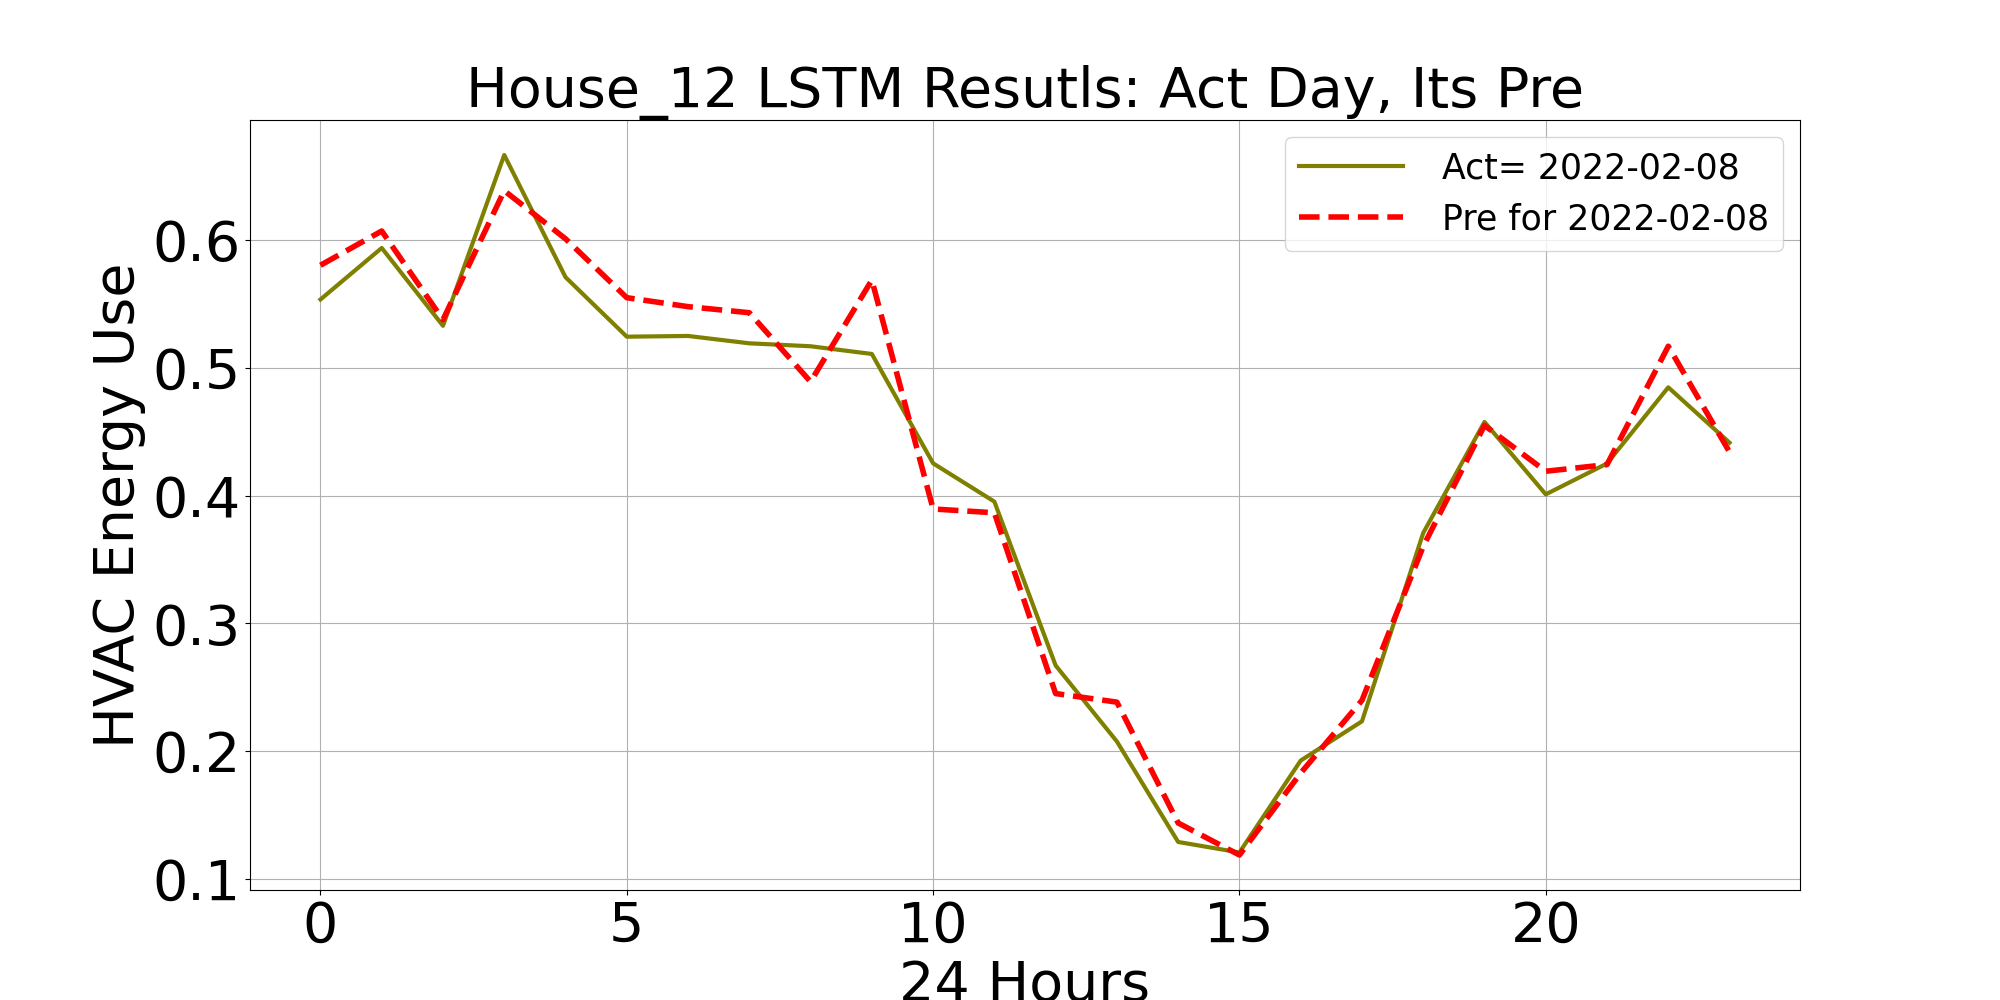 House_12 LSTM Resutls: Act Day, Its Pre
Act= 2022-02-08
Pre for 2022-02-08
HVAC Energy Use
0.6
0.5
0.4
0.3
0.2
0.1
0 5 10 15 20
24 Hours